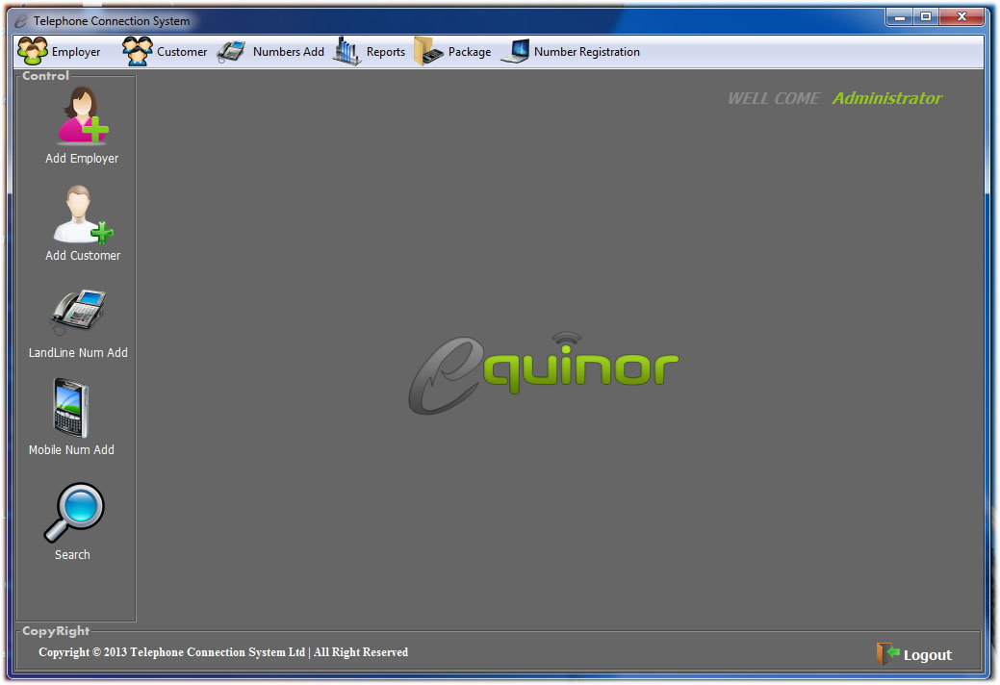 Telephone Connection System
Employer Customer Numbers Add Reports Package Number Registration
Control
WELL COME Administrator
Add Employer
Add Customer
LandLine Num Add
Mobile Num Add
Search
equinor
CopyRight
Copyright © 2013 Telephone Connection System Ltd | All Right Reserved
Logout